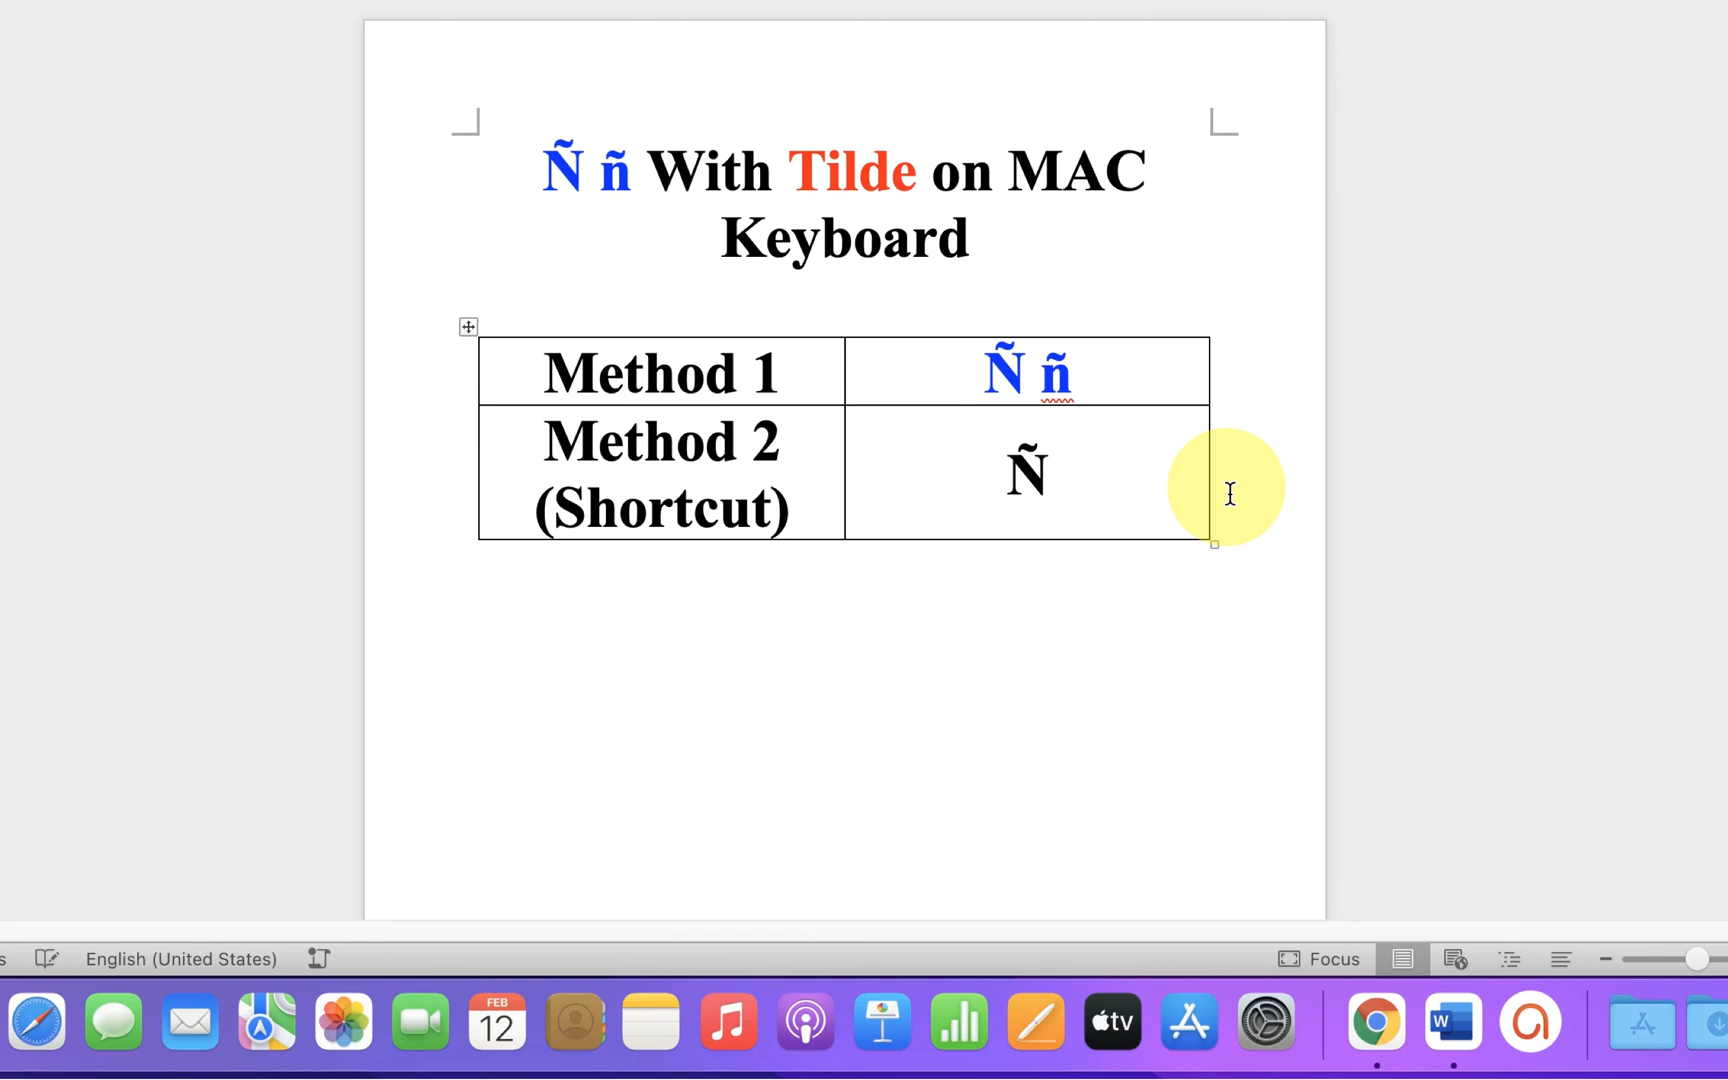 Ñ ñ With Tilde on MAC
Keyboard
Method 1
Ñ ñ
Method 2
(Shortcut)
Ñ
s
English (United States)
Focus
FEB
12
tv
W